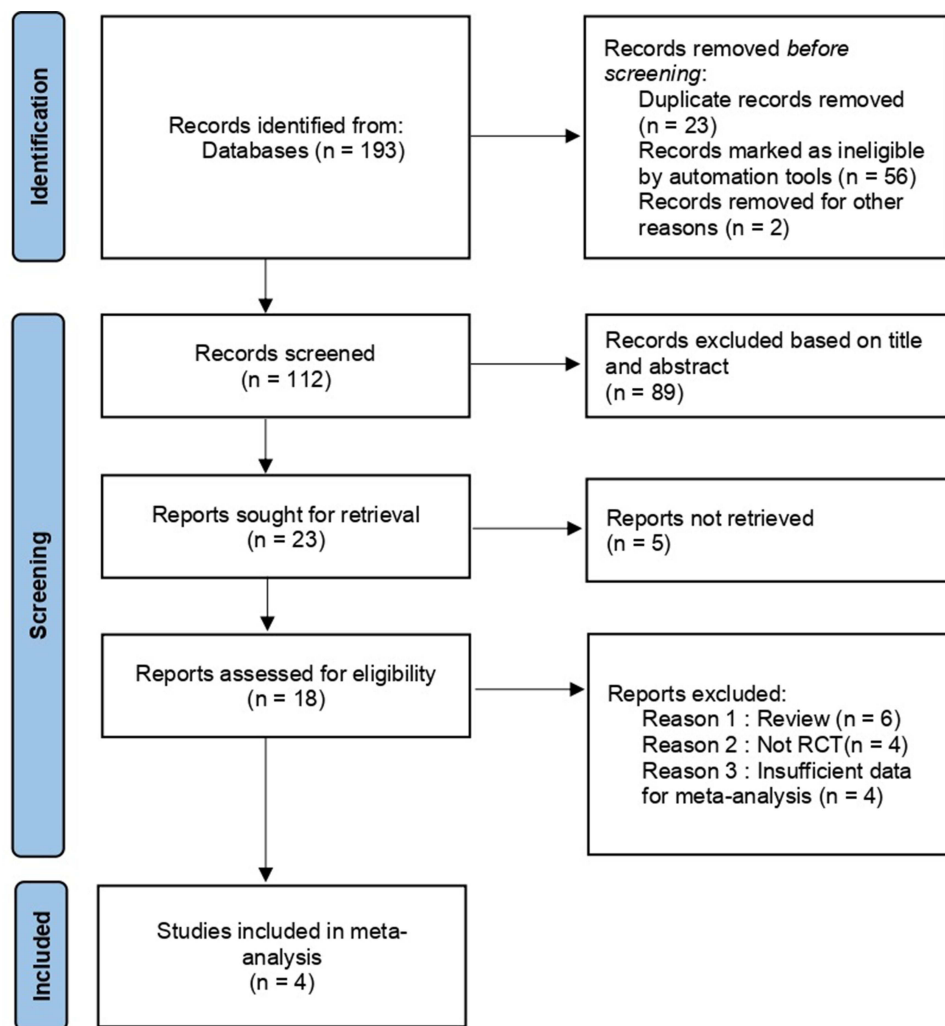 Identification
Records identified from:
Databases (n = 193)
Records removed before
screening:
Duplicate records removed
(n = 23)
Records marked as ineligible
by automation tools (n = 56)
Records removed for other
reasons (n = 2)
Screening
Records screened
(n = 112)
Records excluded based on title
and abstract
(n = 89)
Reports sought for retrieval
(n = 23)
Reports not retrieved
(n = 5)
Reports assessed for eligibility
(n = 18)
Reports excluded:
Reason 1 : Review (n = 6)
Reason 2 : Not RCT(n = 4)
Reason 3 : Insufficient data
for meta-analysis (n = 4)
Included
Studies included in meta-
analysis
(n = 4)